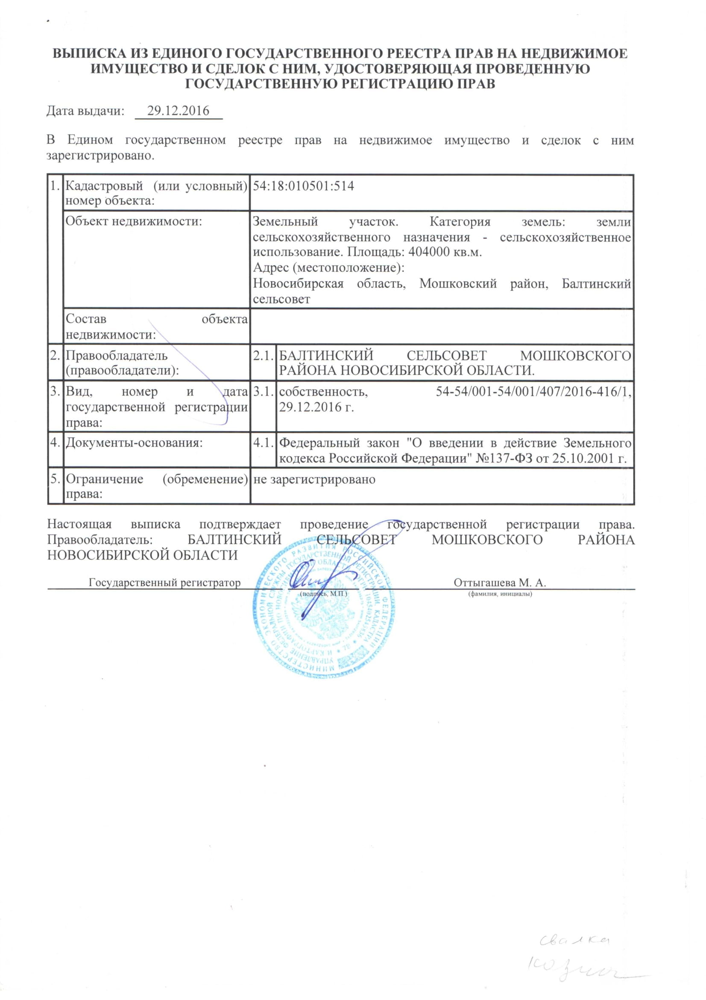 ВЫПИСКА ИЗ ЕДИНОГО ГОСУДАРСТВЕННОГО РЕЕСТРА ПРАВ НА НЕДВИЖИМОЕ
ИМУЩЕСТВО И СДЕЛОК С НИМ, УДОСТОВЕРЯЮЩАЯ ПРОВЕДЕННУЮ
ГОСУДАРСТВЕННУЮ РЕГИСТРАЦИЮ ПРАВ
Дата выдачи: 29.12.2016
В Едином государственном реестре прав на недвижимое имущество и сделок с ним
зарегистрировано.
1. Кадастровый (или условный)
номер объекта:
54:18:010501:514
Объект недвижимости:
Земельный участок. Категория земель: земли
сельскохозяйственного назначения - сельскохозяйственное
использование. Площадь: 404000 кв.м.
Адрес (местоположение):
Новосибирская область, Мошковский район, Балтинский
сельсовет
Состав объекта
недвижимости:
2. Правообладатель
(правообладатели):
2.1. БАЛТИНСКИЙ СЕЛЬСОВЕТ МОШКОВСКОГО
РАЙОНА НОВОСИБИРСКОЙ ОБЛАСТИ.
3. Вид, номер и дата
государственной регистрации
права:
3.1. собственность, 54-54/001-54/001/407/2016-416/1,
29.12.2016 г.
4. Документы-основания:
4.1. Федеральный закон "О введении в действие Земельного
кодекса Российской Федерации" №137-ФЗ от 25.10.2001 г.
5. Ограничение (обременение)
права:
не зарегистрировано
Настоящая выписка подтверждает проведение государственной регистрации права.
Правообладатель: БАЛТИНСКИЙ СЕЛЬСОВЕТ МОШКОВСКОГО РАЙОНА
НОВОСИБИРСКОЙ ОБЛАСТИ
Государственный регистратор
(подпись, М.П.)
Оттыгашева М. А.
(фамилия, инициалы)
МИНИСТЕРСТВО ЭКОНОМИЧЕСКОГО РАЗВИТИЯ РОССИЙСКОЙ ФЕДЕРАЦИИ
УПРАВЛЕНИЕ ФЕДЕРАЛЬНОЙ СЛУЖБЫ ГОСУДАРСТВЕННОЙ РЕГИСТРАЦИИ, КАДАСТРА
И КАРТОГРАФИИ ПО НОВОСИБИРСКОЙ ОБЛАСТИ
свалка